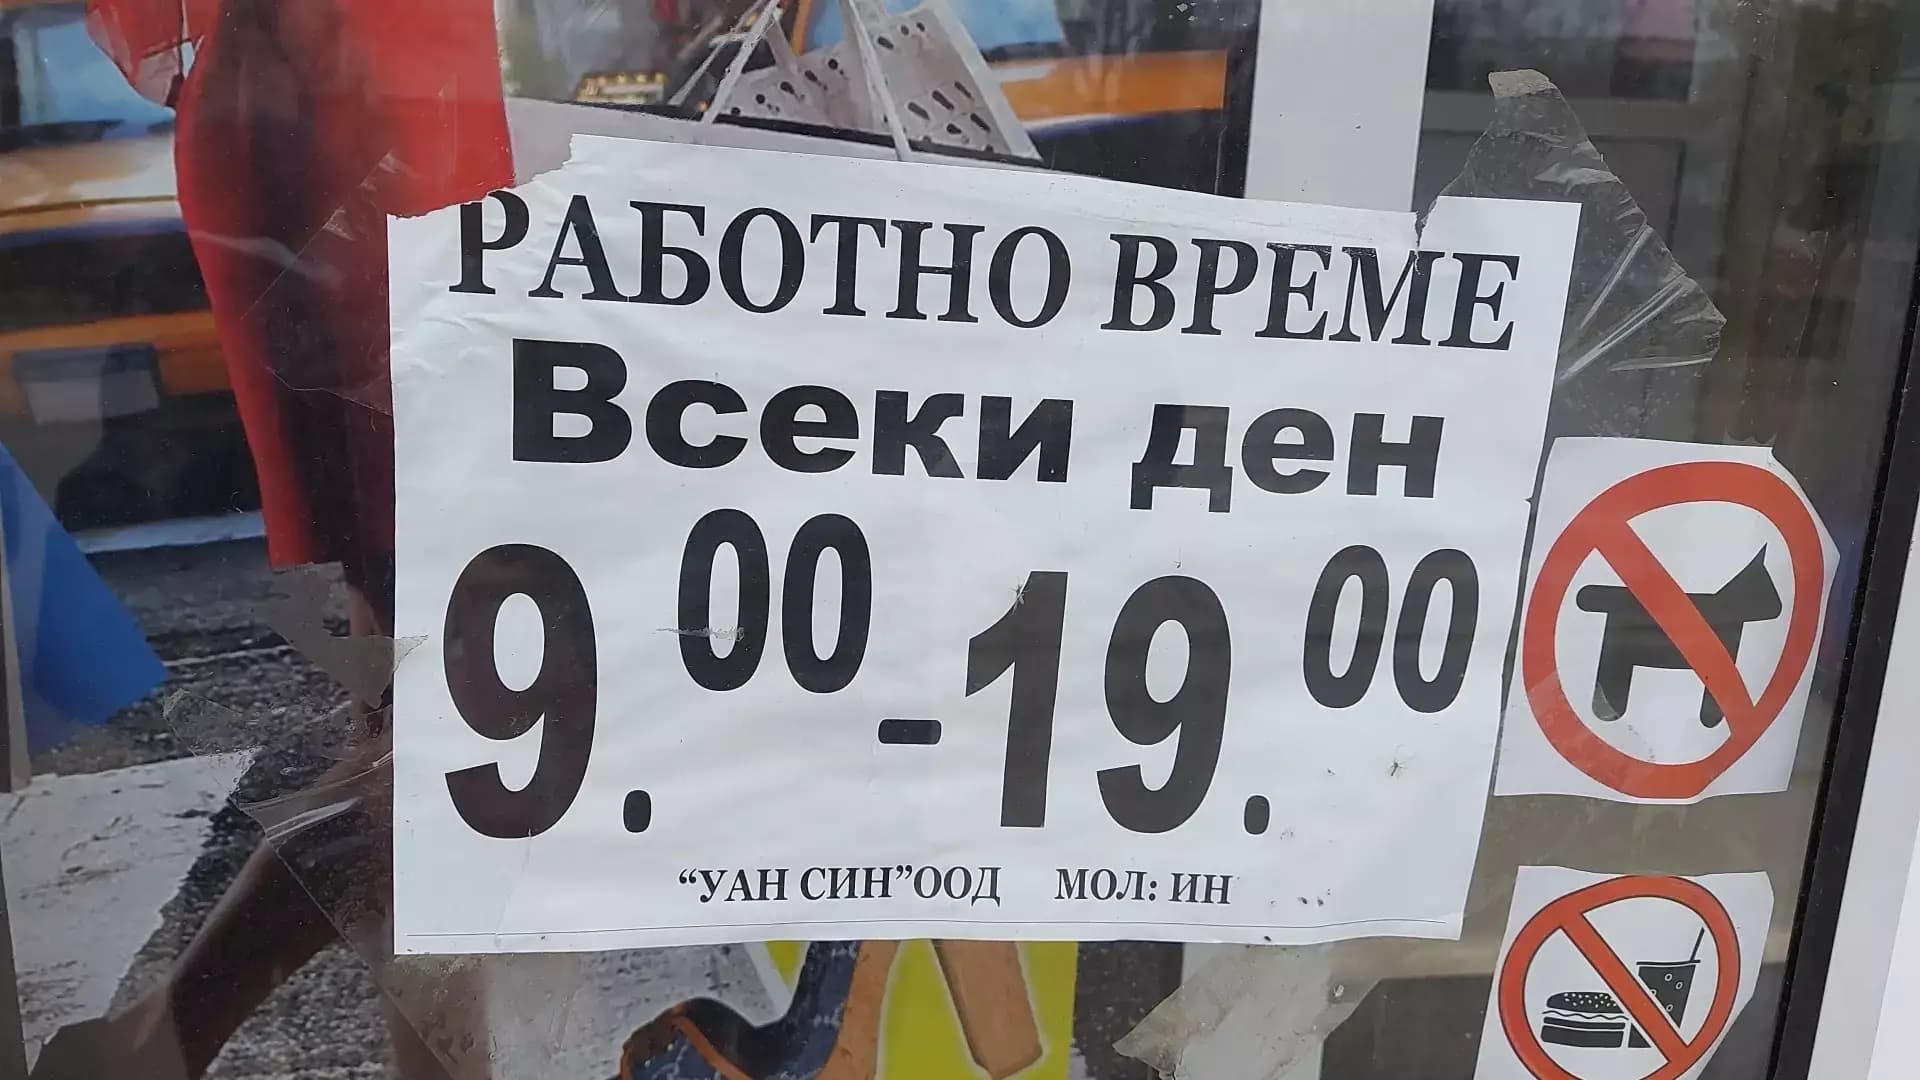 РАБОТНО ВРЕМЕ
Всеки ден
9.00-19.00
“УАН СИН”ООД МОЛ: ИН